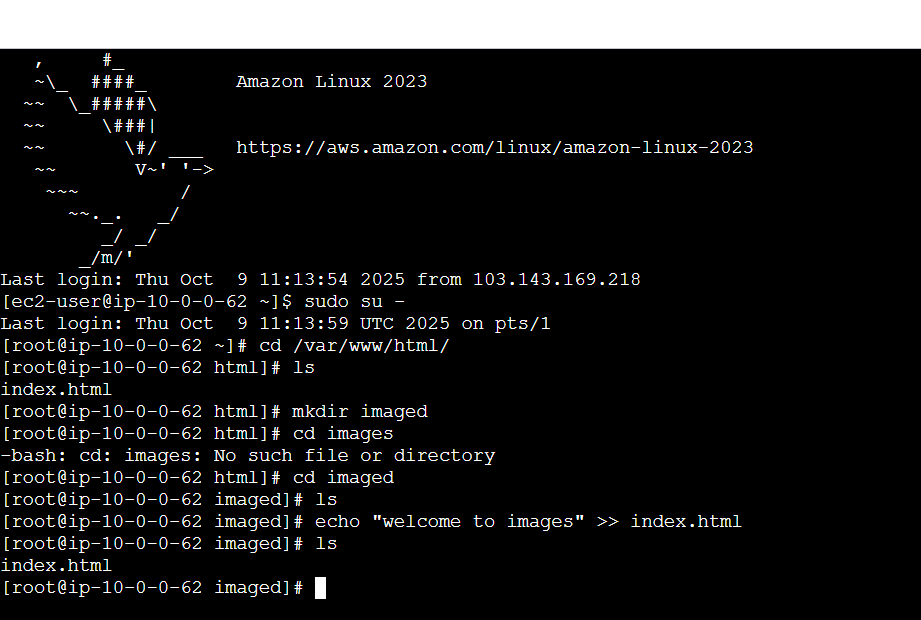 ,     #_
   ~\_  ####_        Amazon Linux 2023
  ~~  \_#####\
  ~~     \###|
  ~~       \#/ ___   https://aws.amazon.com/linux/amazon-linux-2023
   ~~       V~' '->
    ~~~         /
      ~~._.   _/
         _/ _/
       _/m/'
Last login: Thu Oct  9 11:13:54 2025 from 103.143.169.218
[ec2-user@ip-10-0-0-62 ~]$ sudo su -
Last login: Thu Oct  9 11:13:59 UTC 2025 on pts/1
[root@ip-10-0-0-62 ~]# cd /var/www/html/
[root@ip-10-0-0-62 html]# ls
index.html
[root@ip-10-0-0-62 html]# mkdir imaged
[root@ip-10-0-0-62 html]# cd images
-bash: cd: images: No such file or directory
[root@ip-10-0-0-62 html]# cd imaged
[root@ip-10-0-0-62 imaged]# ls
[root@ip-10-0-0-62 imaged]# echo "welcome to images" >> index.html
[root@ip-10-0-0-62 imaged]# ls
index.html
[root@ip-10-0-0-62 imaged]#